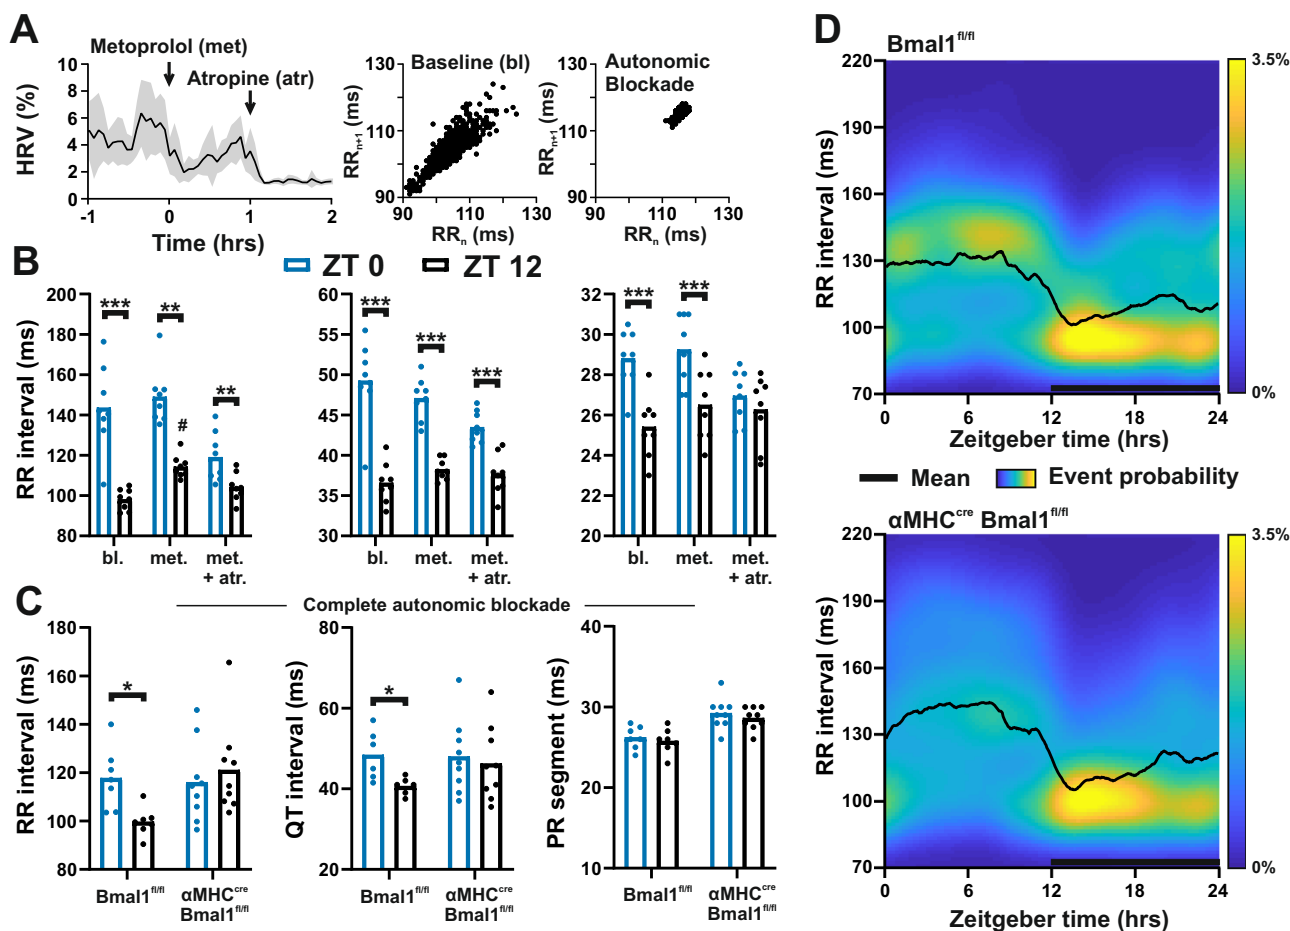 A
Metoprolol (met)
Atropine (atr)
HRV (%)
10
8
6
4
2
0
-1
0
1
2
Time (hrs)
Baseline (bl)
RRn+1 (ms)
130
110
90
90
110
130
RRn (ms)
Autonomic
Blockade
RRn+1 (ms)
130
110
90
90
110
130
RRn (ms)
B
ZT 0
ZT 12
RR interval (ms)
200
180
160
140
120
100
80
***
**
#
**
bl.
met.
met.
+ atr.
60
55
50
45
40
35
30
***
***
***
bl.
met.
met.
+ atr.
32
30
28
26
24
22
20
***
***
bl.
met.
met.
+ atr.
C
Complete autonomic blockade
RR interval (ms)
180
160
140
120
100
80
*
Bmal1fl/fl
αMHCcre
Bmal1fl/fl
QT interval (ms)
80
60
40
20
*
Bmal1fl/fl
αMHCcre
Bmal1fl/fl
PR segment (ms)
40
30
20
10
Bmal1fl/fl
αMHCcre
Bmal1fl/fl
D
Bmal1fl/fl
RR interval (ms)
220
190
160
130
100
70
0
6
12
18
24
Zeitgeber time (hrs)
3.5%
0%
Mean
Event probability
αMHCcre Bmal1fl/fl
RR interval (ms)
220
190
160
130
100
70
0
6
12
18
24
Zeitgeber time (hrs)
3.5%
0%